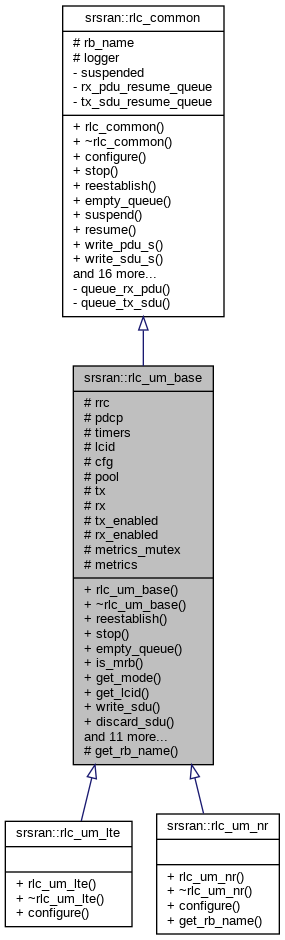 srsran::rlc_common
# rb_name
# logger
- suspended
- rx_pdu_resume_queue
- tx_sdu_resume_queue
+ rlc_common()
+ ~rlc_common()
+ configure()
+ stop()
+ reestablish()
+ empty_queue()
+ suspend()
+ resume()
+ write_pdu_s()
+ write_sdu_s()
and 16 more...
- queue_rx_pdu()
- queue_tx_sdu()
srsran::rlc_um_base
# rrc
# pdcp
# timers
# lcid
# cfg
# pool
# tx
# rx
# tx_enabled
# rx_enabled
# metrics_mutex
# metrics
+ rlc_um_base()
+ ~rlc_um_base()
+ reestablish()
+ stop()
+ empty_queue()
+ is_mrb()
+ get_mode()
+ get_lcid()
+ write_sdu()
+ discard_sdu()
and 11 more...
# get_rb_name()
srsran::rlc_um_lte
+ rlc_um_lte()
+ ~rlc_um_lte()
+ configure()
srsran::rlc_um_nr
+ rlc_um_nr()
+ ~rlc_um_nr()
+ configure()
+ get_rb_name()